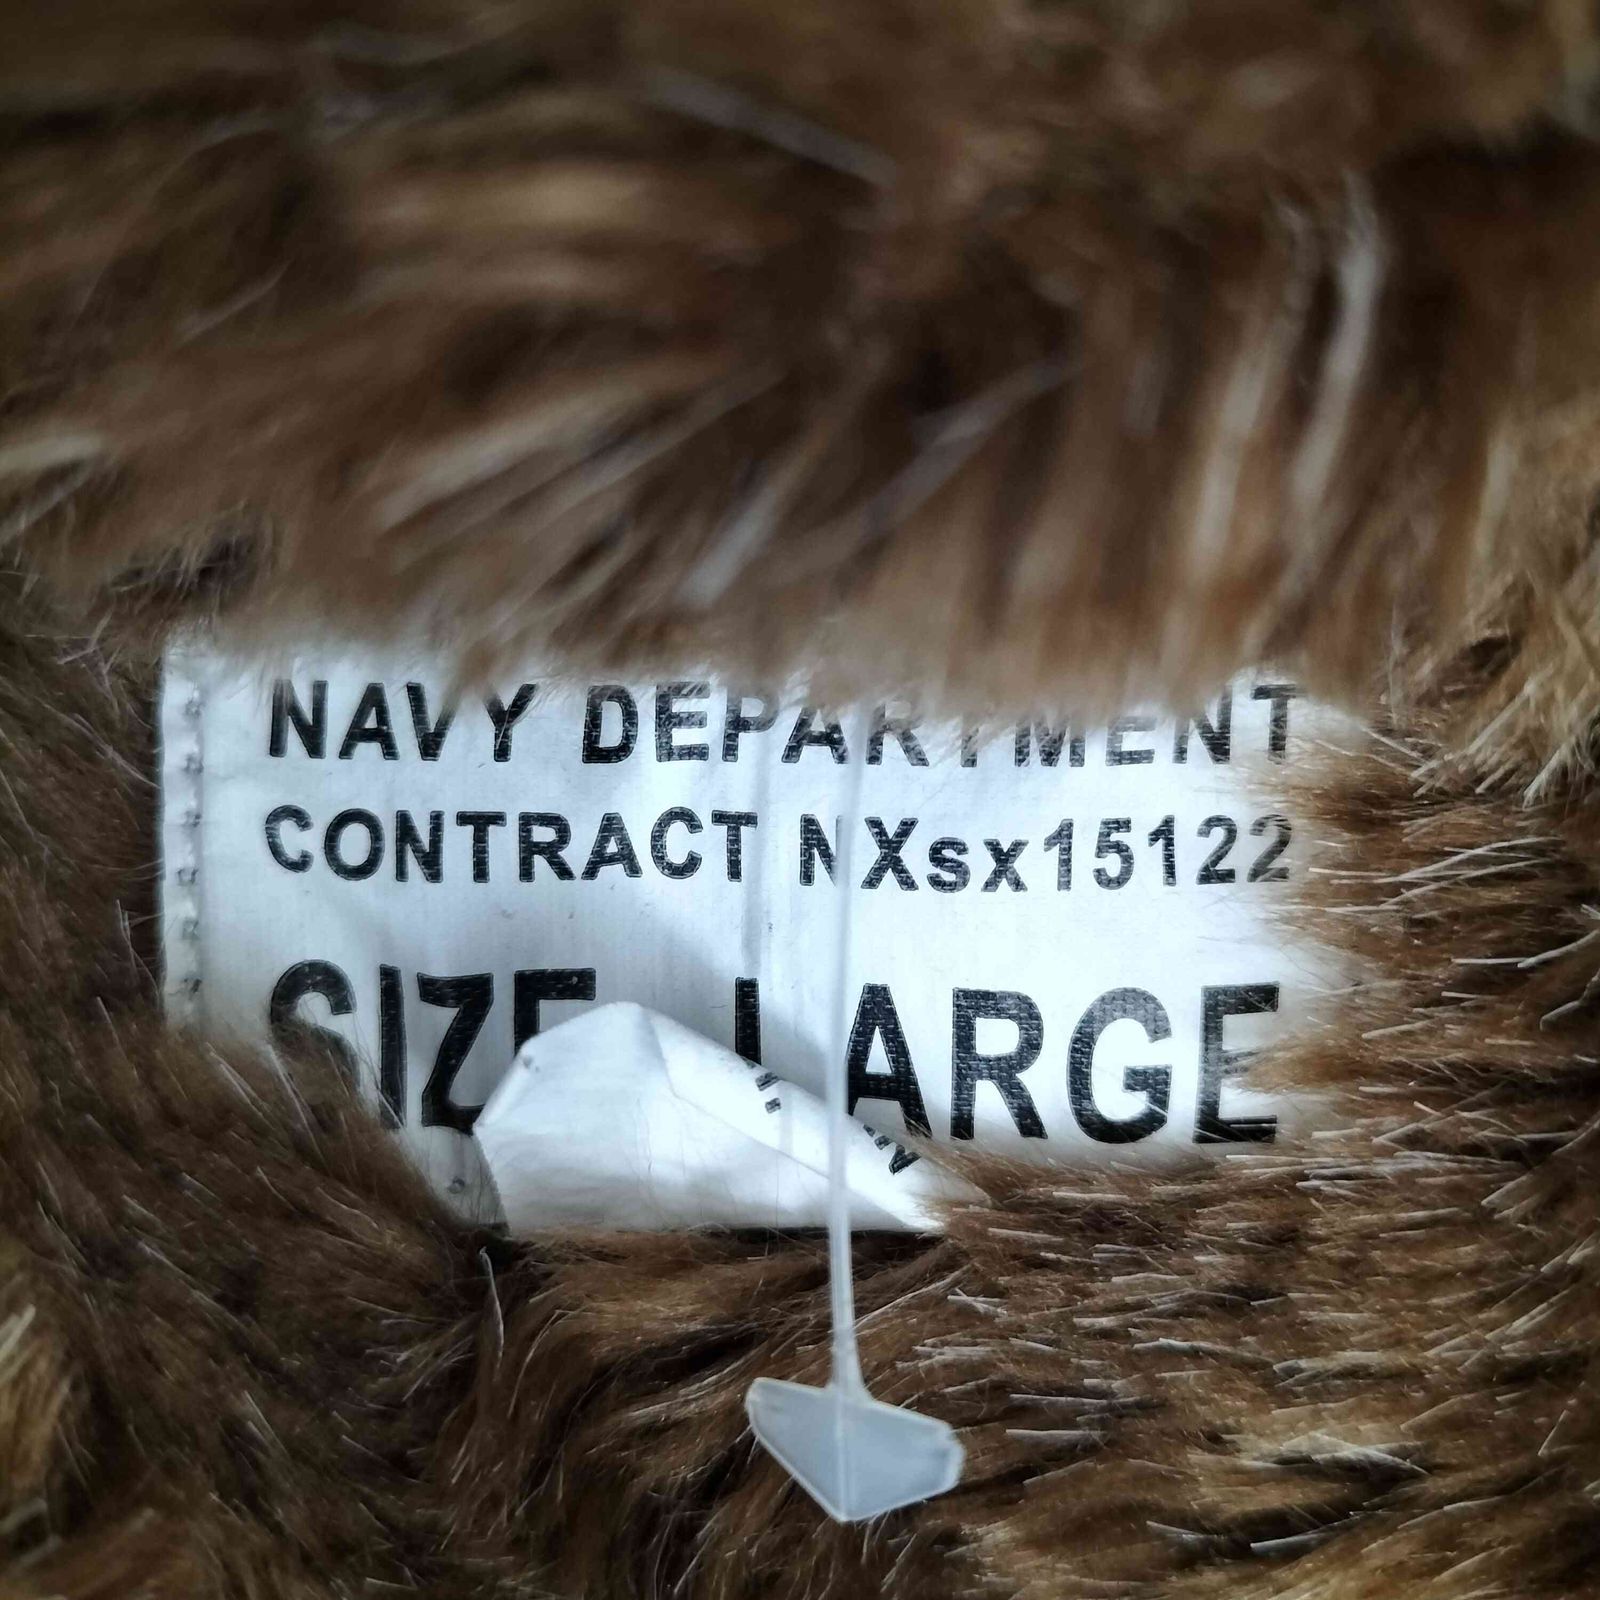 NAVY DEPARTMENT
CONTRACT NXsx15122
SIZE LARGE